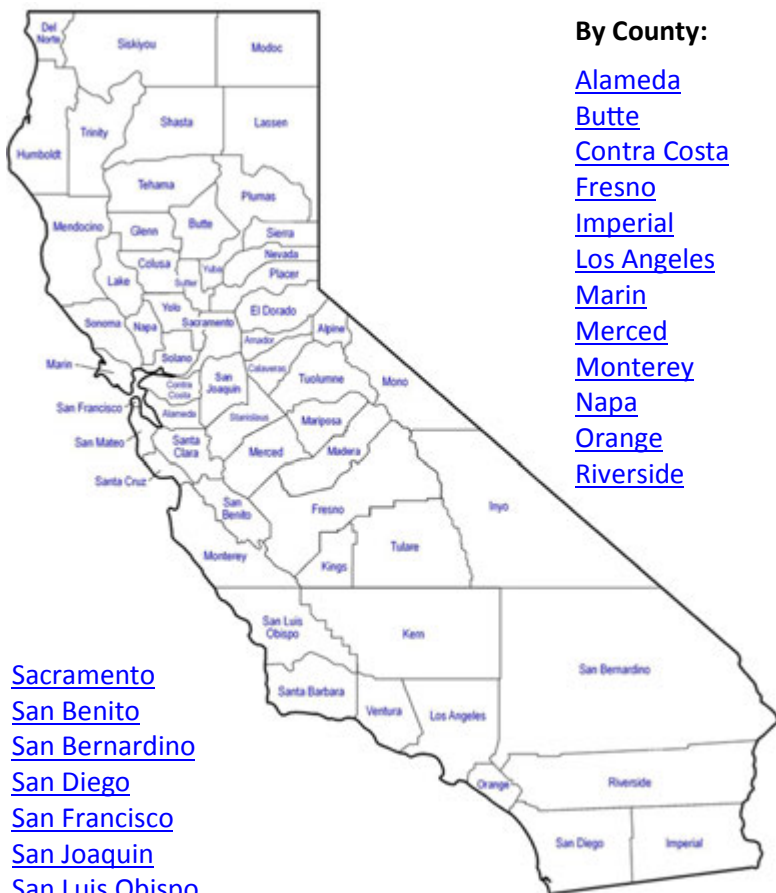 By County:
Alameda
Butte
Contra Costa
Fresno
Imperial
Los Angeles
Marin
Merced
Monterey
Napa
Orange
Riverside
Sacramento
San Benito
San Bernardino
San Diego
San Francisco
San Joaquin
San Luis Obispo
Del
Norte
Siskiyou
Modoc
Humboldt
Trinity
Shasta
Lassen
Tehama
Plumas
Mendocino
Glenn
Butte
Sierra
Nevada
Placer
Lake
Colusa
Sutter
Yuba
Yolo
El Dorado
Sonoma
Napa
Sacramento
Alpine
Amador
Solano
Calaveras
Marin
Contra
Costa
San
Joaquin
Tuolumne
Mono
San Francisco
Alameda
Stanislaus
Mariposa
San Mateo
Santa
Clara
Merced
Madera
Santa Cruz
San
Benito
Fresno
Inyo
Monterey
Kings
Tulare
San Luis
Obispo
Kern
San Bernardino
Santa Barbara
Ventura
Los Angeles
Orange
Riverside
San Diego
Imperial